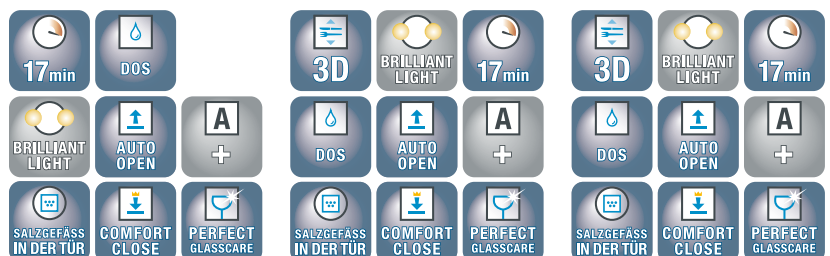 17min
DOS
BRILLIANT
LIGHT
AUTO
OPEN
A
+
SALZGEFÄSS
IN DER TÜR
COMFORT
CLOSE
PERFECT
GLASSCARE
3D
BRILLIANT
LIGHT
17min
DOS
AUTO
OPEN
A
+
SALZGEFÄSS
IN DER TÜR
COMFORT
CLOSE
PERFECT
GLASSCARE
3D
BRILLIANT
LIGHT
17min
DOS
AUTO
OPEN
A
+
SALZGEFÄSS
IN DER TÜR
COMFORT
CLOSE
PERFECT
GLASSCARE